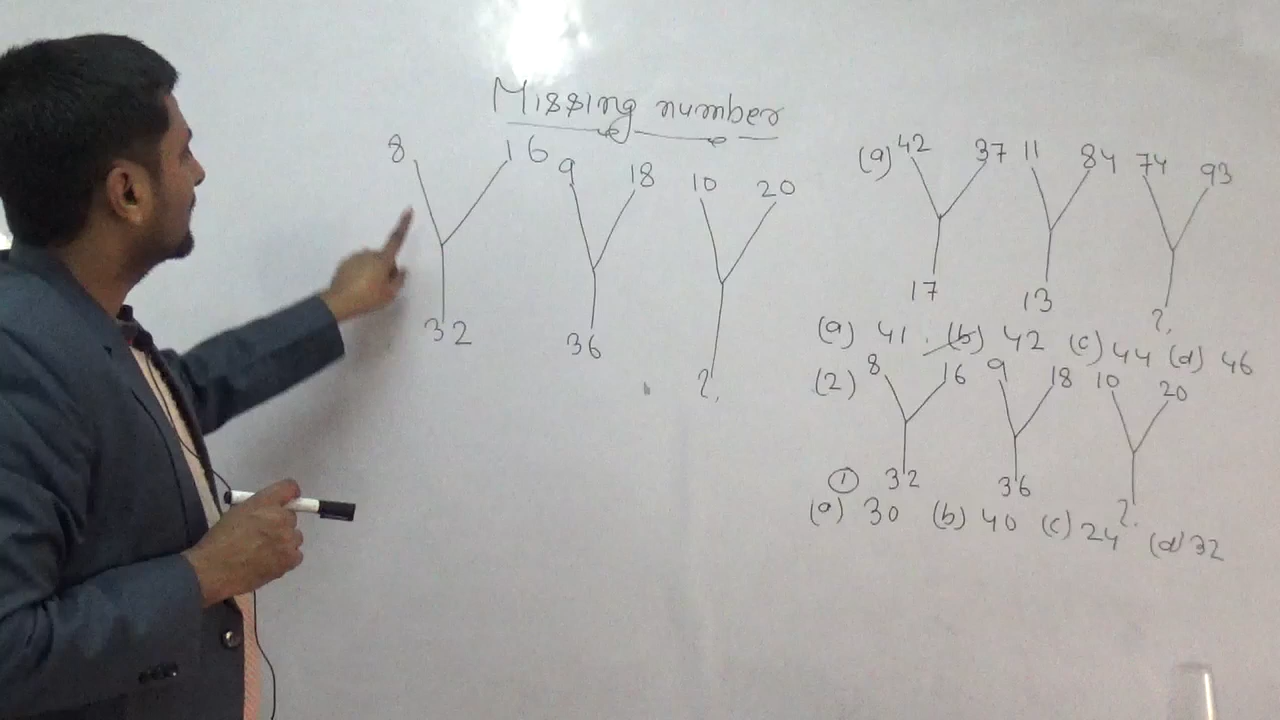 Missing number
8 16 9 18 10 20
32 36 ?
(a) 42 37 11 84 74 93
17 13 ?
(a) 41 . (b) 42 (c) 44 (d) 46
(2) 8 16 9 18 10 20
① 32 36 ?
(a) 30 (b) 40 (c) 24 (d) 32